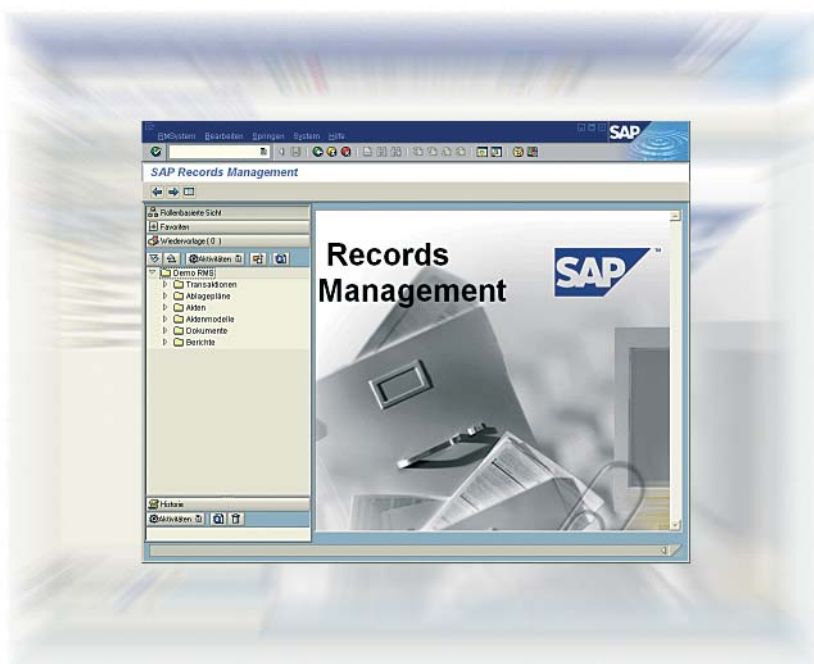 RMSystem Bearbeiten Springen System Hilfe
SAP
SAP Records Management
Rollenbasierte Sicht
Favoriten
Wiedervorlage ( 0 )
Aktivitäten
Demo RMS
Transaktionen
Ablagepläne
Akten
Aktenmodelle
Dokumente
Berichte
Records
Management
SAP
™
Historie
Aktivitäten